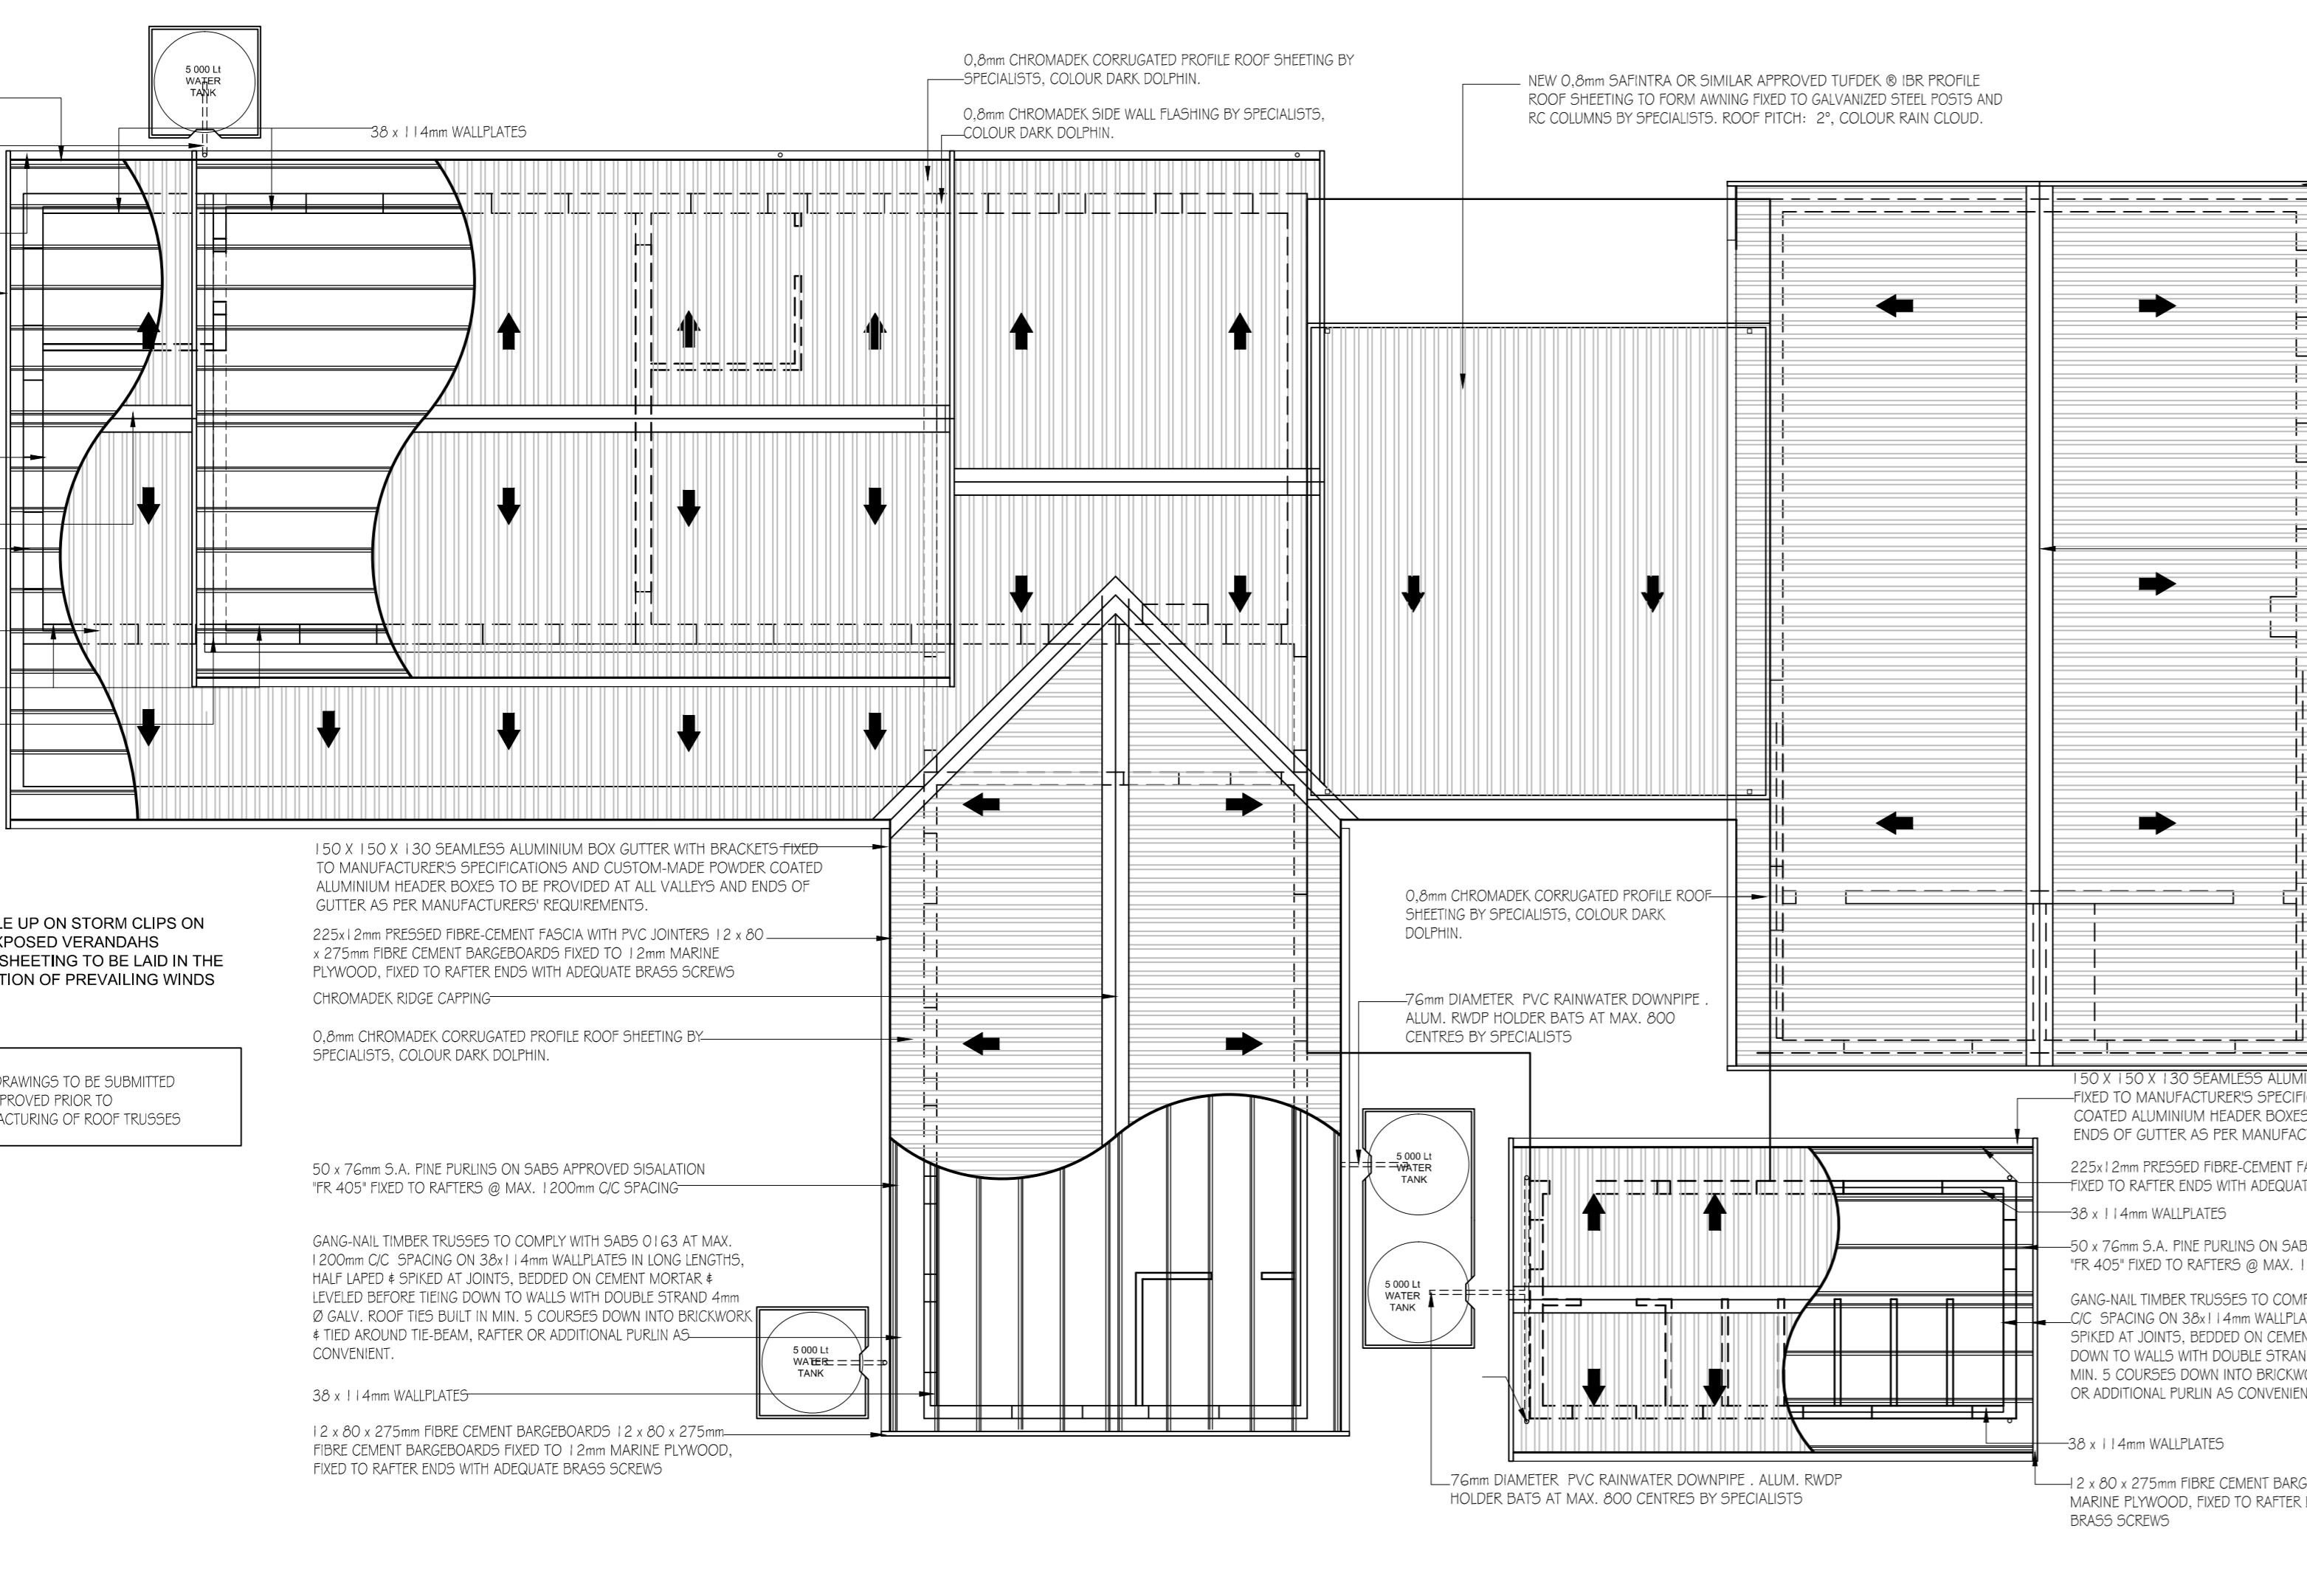 5 000 Lt
WATER
TANK
38 x 114mm WALLPLATES
0,8mm CHROMADEK CORRUGATED PROFILE ROOF SHEETING BY
SPECIALISTS, COLOUR DARK DOLPHIN.
0,8mm CHROMADEK SIDE WALL FLASHING BY SPECIALISTS,
COLOUR DARK DOLPHIN.
NEW 0,8mm SAFINTRA OR SIMILAR APPROVED TUFDEK ® IBR PROFILE
ROOF SHEETING TO FORM AWNING FIXED TO GALVANIZED STEEL POSTS AND
RC COLUMNS BY SPECIALISTS. ROOF PITCH: 2°, COLOUR RAIN CLOUD.
LE UP ON STORM CLIPS ON
XPOSED VERANDAHS
SHEETING TO BE LAID IN THE
TION OF PREVAILING WINDS
RAWINGS TO BE SUBMITTED
PROVED PRIOR TO
ACTURING OF ROOF TRUSSES
150 X 150 X 130 SEAMLESS ALUMINIUM BOX GUTTER WITH BRACKETS FIXED
TO MANUFACTURER'S SPECIFICATIONS AND CUSTOM-MADE POWDER COATED
ALUMINIUM HEADER BOXES TO BE PROVIDED AT ALL VALLEYS AND ENDS OF
GUTTER AS PER MANUFACTURERS' REQUIREMENTS.
225x12mm PRESSED FIBRE-CEMENT FASCIA WITH PVC JOINTERS 12 x 80
x 275mm FIBRE CEMENT BARGEBOARDS FIXED TO 12mm MARINE
PLYWOOD, FIXED TO RAFTER ENDS WITH ADEQUATE BRASS SCREWS
CHROMADEK RIDGE CAPPING
0,8mm CHROMADEK CORRUGATED PROFILE ROOF SHEETING BY
SPECIALISTS, COLOUR DARK DOLPHIN.
50 x 76mm S.A. PINE PURLINS ON SABS APPROVED SISALATION
"FR 405" FIXED TO RAFTERS @ MAX. 1200mm C/C SPACING
GANG-NAIL TIMBER TRUSSES TO COMPLY WITH SABS 0163 AT MAX.
1200mm C/C SPACING ON 38x114mm WALLPLATES IN LONG LENGTHS,
HALF LAPED & SPIKED AT JOINTS, BEDDED ON CEMENT MORTAR &
LEVELED BEFORE TIEING DOWN TO WALLS WITH DOUBLE STRAND 4mm
Ø GALV. ROOF TIES BUILT IN MIN. 5 COURSES DOWN INTO BRICKWORK
& TIED AROUND TIE-BEAM, RAFTER OR ADDITIONAL PURLIN AS
CONVENIENT.
38 x 114mm WALLPLATES
12 x 80 x 275mm FIBRE CEMENT BARGEBOARDS 12 x 80 x 275mm
FIBRE CEMENT BARGEBOARDS FIXED TO 12mm MARINE PLYWOOD,
FIXED TO RAFTER ENDS WITH ADEQUATE BRASS SCREWS
5 000 Lt
WATER
TANK
0,8mm CHROMADEK CORRUGATED PROFILE ROOF
SHEETING BY SPECIALISTS, COLOUR DARK
DOLPHIN.
76mm DIAMETER PVC RAINWATER DOWNPIPE .
ALUM. RWDP HOLDER BATS AT MAX. 800
CENTRES BY SPECIALISTS
5 000 Lt
WATER
TANK
5 000 Lt
WATER
TANK
76mm DIAMETER PVC RAINWATER DOWNPIPE . ALUM. RWDP
HOLDER BATS AT MAX. 800 CENTRES BY SPECIALISTS
150 X 150 X 130 SEAMLESS ALUMI
FIXED TO MANUFACTURER'S SPECIFI
COATED ALUMINIUM HEADER BOXES
ENDS OF GUTTER AS PER MANUFAC
225x12mm PRESSED FIBRE-CEMENT FA
FIXED TO RAFTER ENDS WITH ADEQUAT
38 x 114mm WALLPLATES
50 x 76mm S.A. PINE PURLINS ON SAB
"FR 405" FIXED TO RAFTERS @ MAX. 1
GANG-NAIL TIMBER TRUSSES TO COMP
C/C SPACING ON 38x114mm WALLPLA
SPIKED AT JOINTS, BEDDED ON CEMEN
DOWN TO WALLS WITH DOUBLE STRAN
MIN. 5 COURSES DOWN INTO BRICKWO
OR ADDITIONAL PURLIN AS CONVENIEN
38 x 114mm WALLPLATES
12 x 80 x 275mm FIBRE CEMENT BARG
MARINE PLYWOOD, FIXED TO RAFTER
BRASS SCREWS